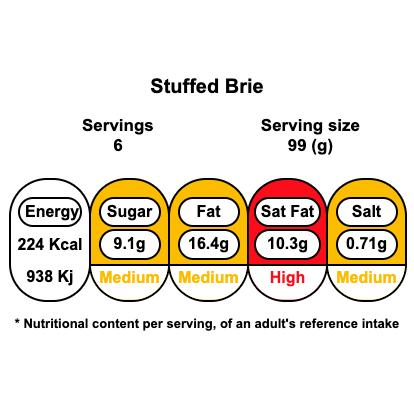 Stuffed Brie
Servings
6
Serving size
99 (g)
Energy
224 Kcal
938 Kj
Sugar
9.1g
Medium
Fat
16.4g
Medium
Sat Fat
10.3g
High
Salt
0.71g
Medium
* Nutritional content per serving, of an adult's reference intake